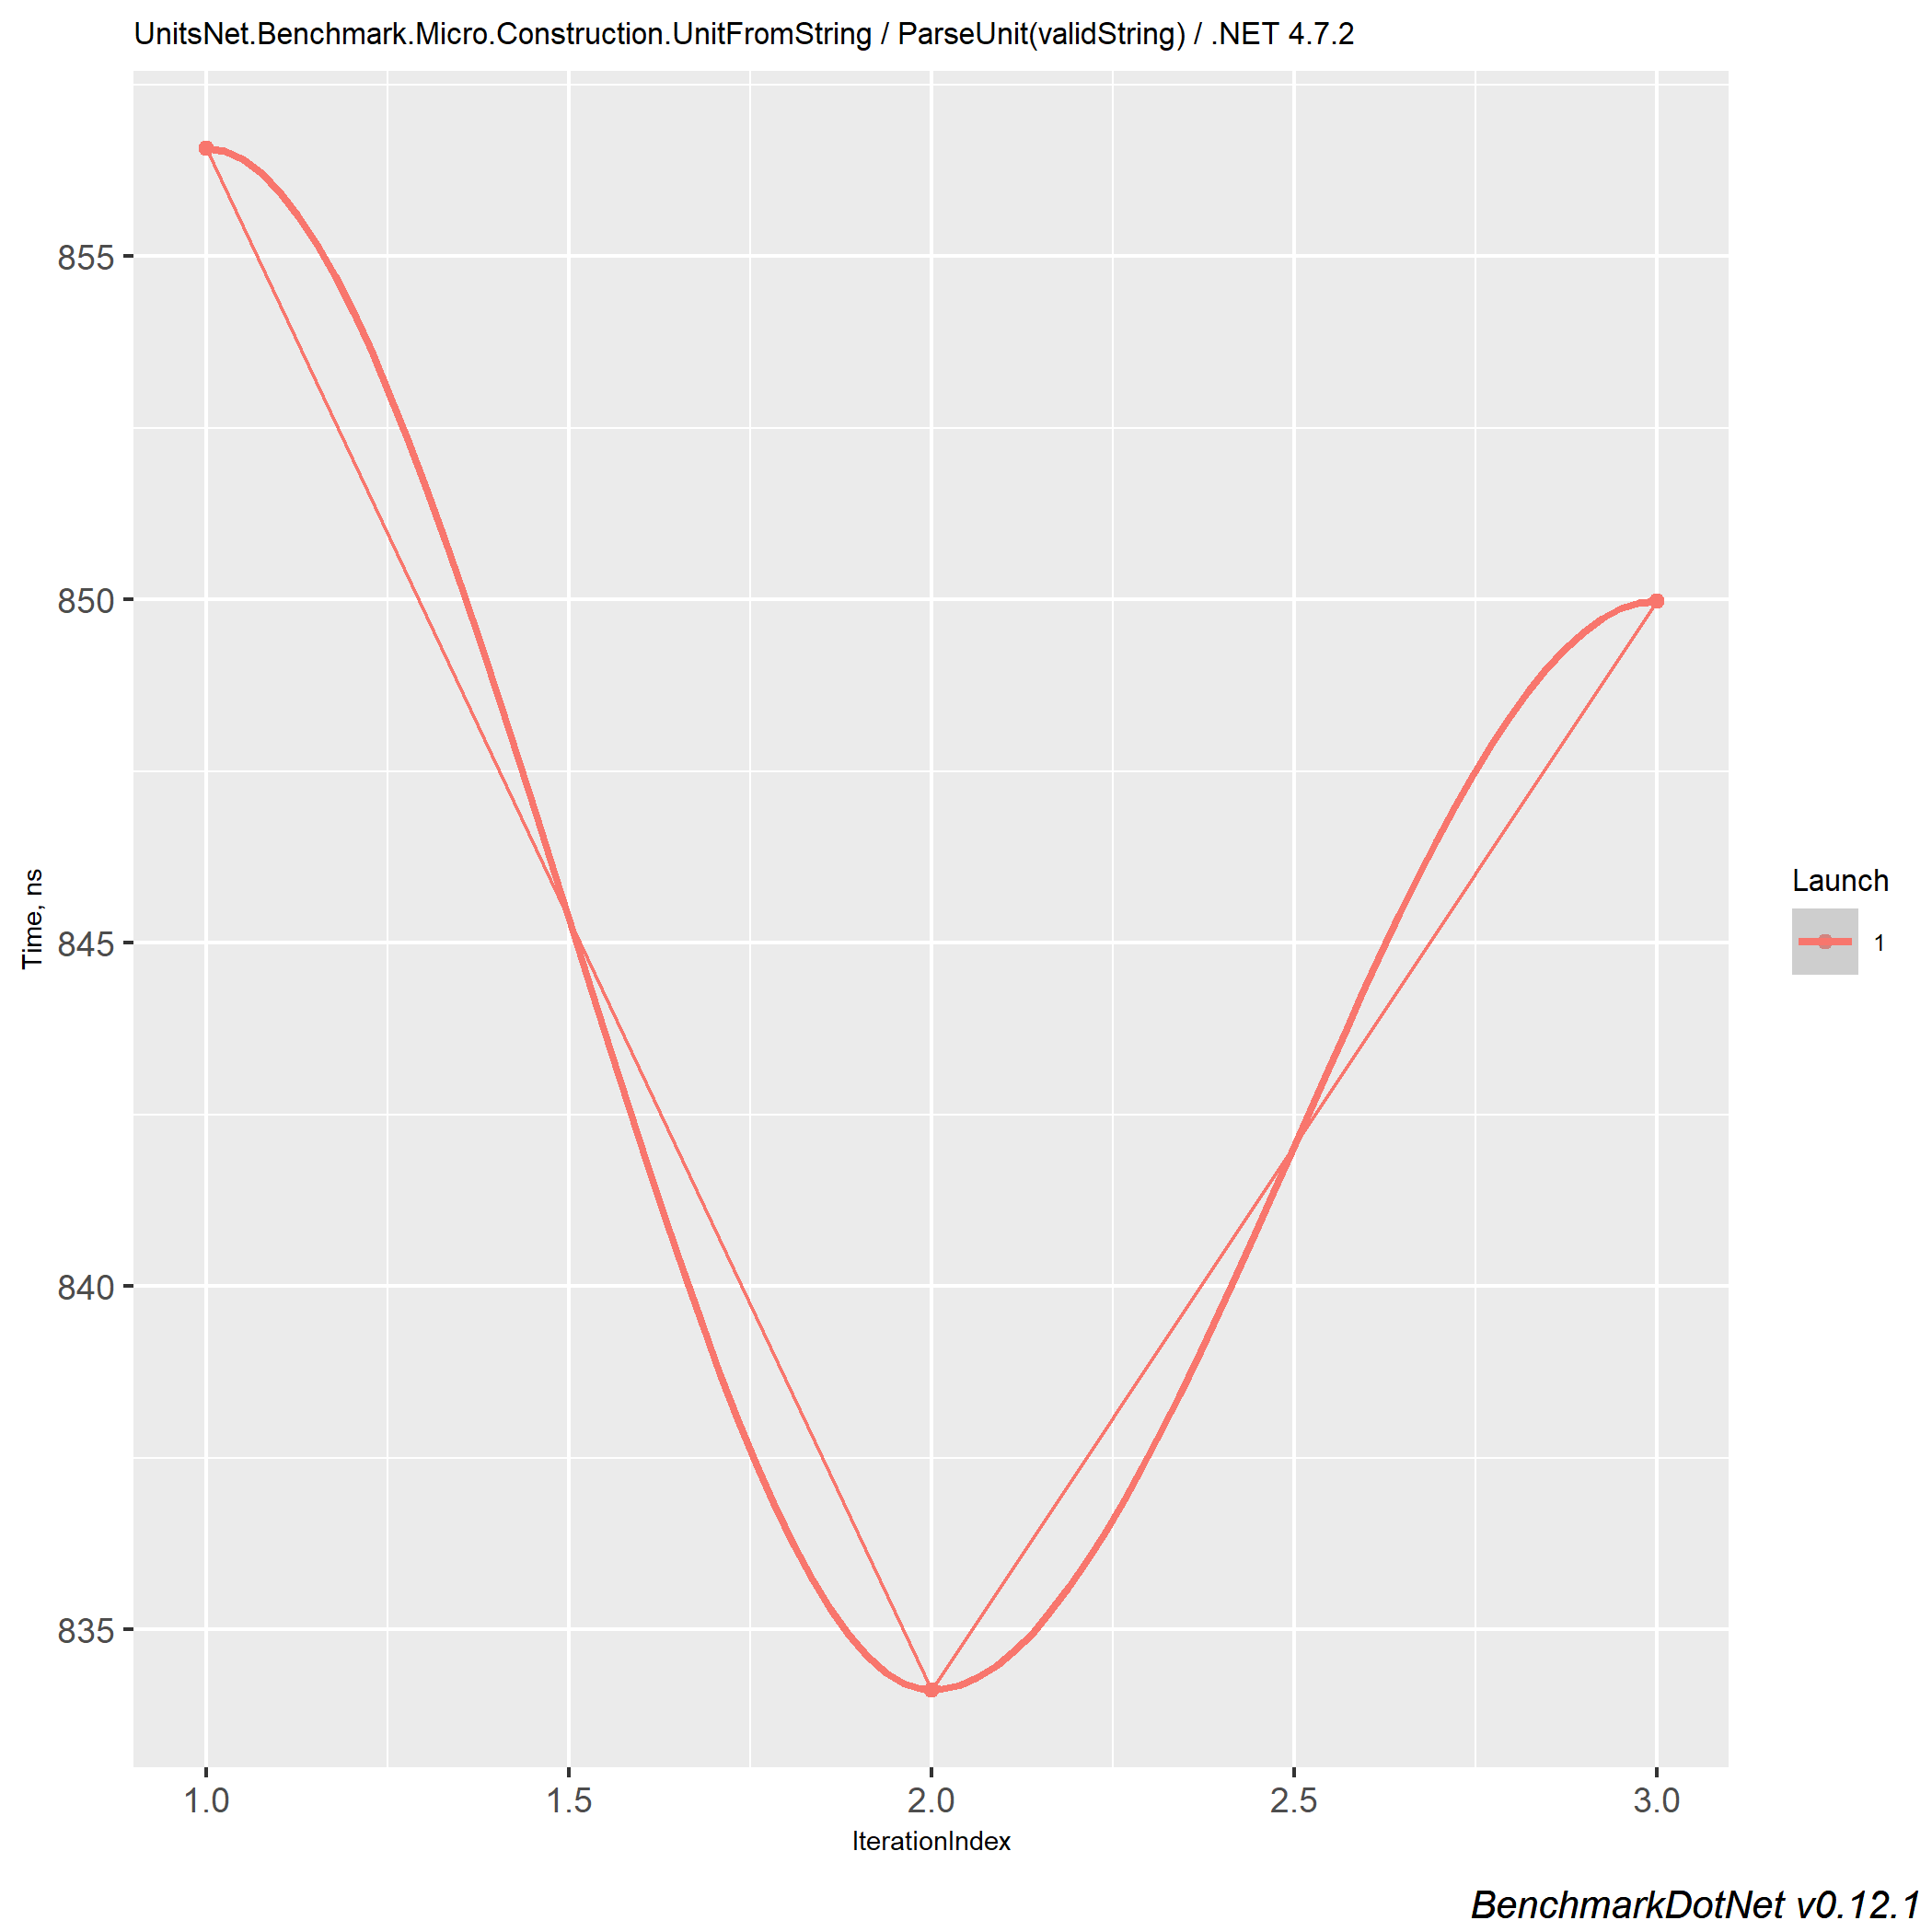 UnitsNet.Benchmark.Micro.Construction.UnitFromString / ParseUnit(validString) / .NET 4.7.2
855
850
845
840
835
Time, ns
1.0 1.5 2.0 2.5 3.0
IterationIndex
Launch
1
BenchmarkDotNet v0.12.1